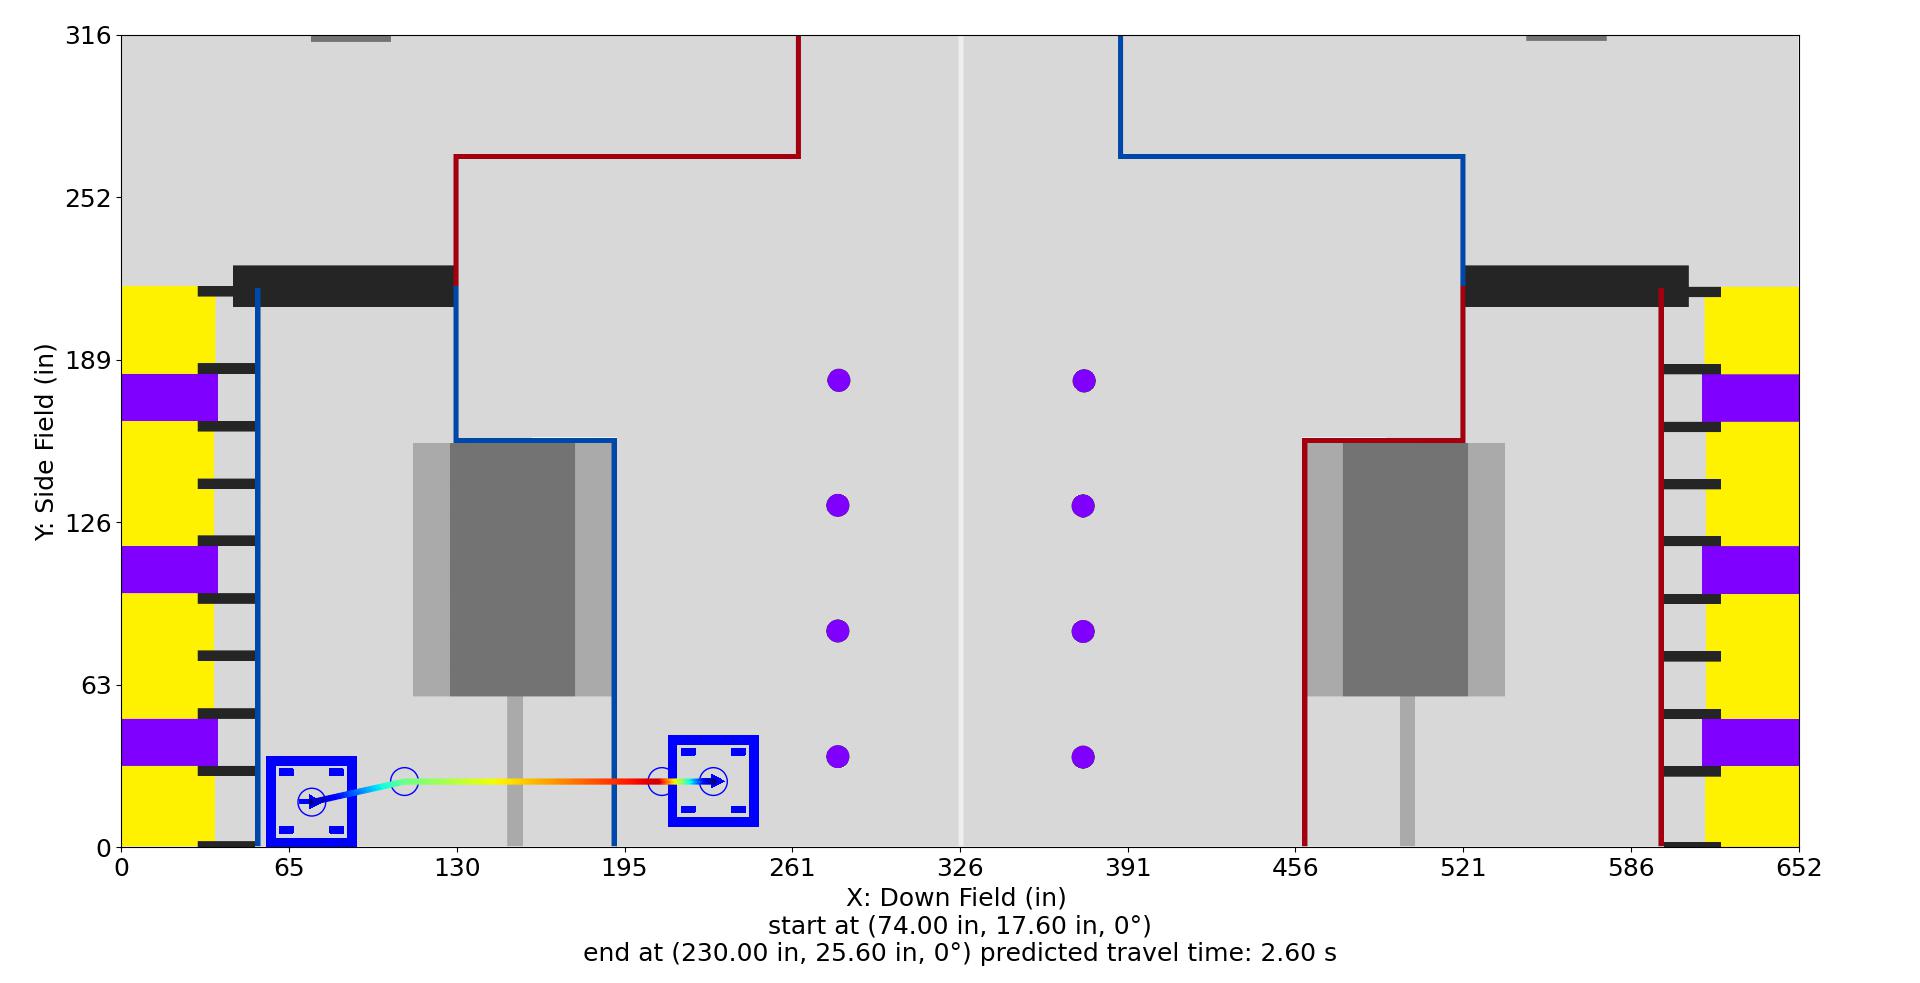 316
252
189
126
63
0
Y: Side Field (in)
0 65 130 195 261 326 391 456 521 586 652
X: Down Field (in)
start at (74.00 in, 17.60 in, 0°)
end at (230.00 in, 25.60 in, 0°) predicted travel time: 2.60 s